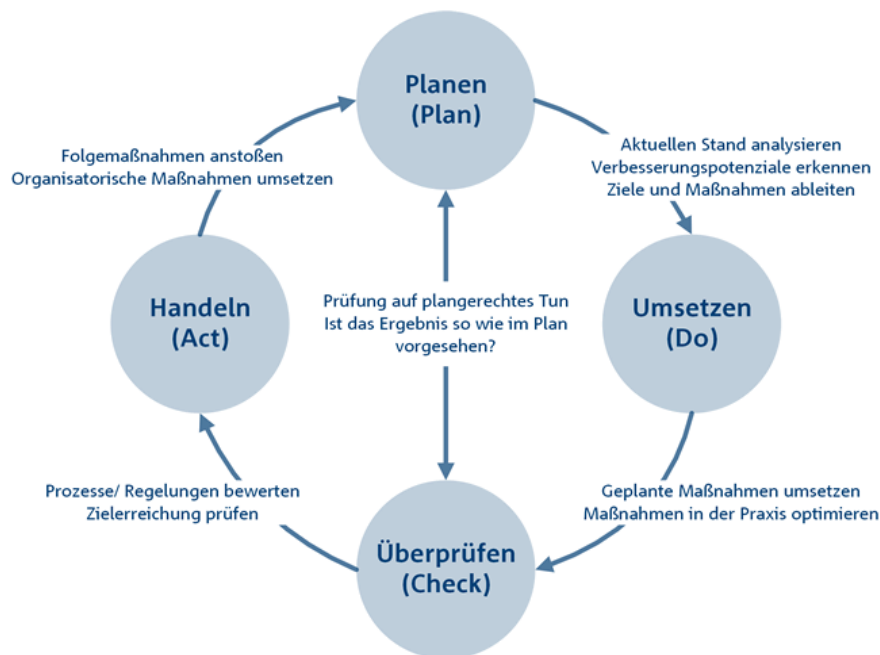 Planen
(Plan)
Aktuellen Stand analysieren
Verbesserungspotenziale erkennen
Ziele und Maßnahmen ableiten
Umsetzen
(Do)
Geplante Maßnahmen umsetzen
Maßnahmen in der Praxis optimieren
Überprüfen
(Check)
Prozesse/ Regelungen bewerten
Zielerreichung prüfen
Handeln
(Act)
Folgemaßnahmen anstoßen
Organisatorische Maßnahmen umsetzen
Prüfung auf plangerechtes Tun
Ist das Ergebnis so wie im Plan
vorgesehen?